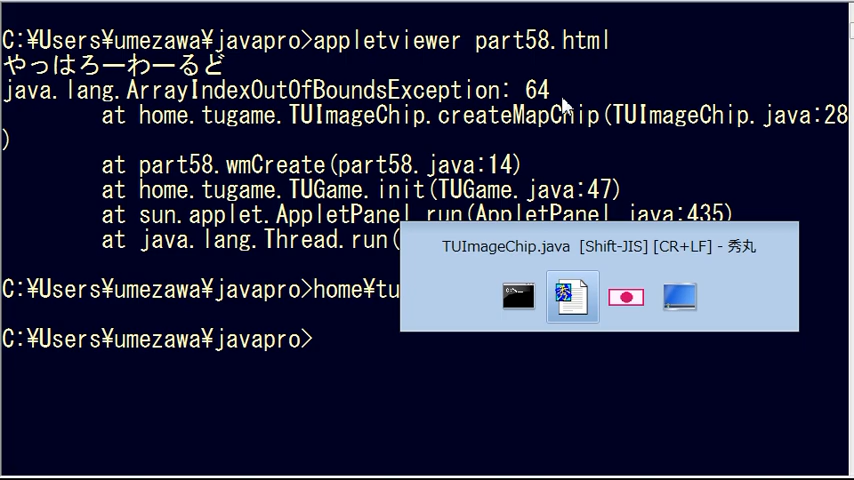 C:¥Users¥umezawa¥javapro>appletviewer part58.html
やっはろーわーるど
java.lang.ArrayIndexOutOfBoundsException: 64
at home.tugame.TUImageChip.createMapChip(TUImageChip.java:28
)
at part58.wmCreate(part58.java:14)
at home.tugame.TUGame.init(TUGame.java:47)
at sun.applet.AppletPanel.run(AppletPanel.java:435)
at java.lang.Thread.run(
TUImageChip.java [Shift-JIS] [CR+LF] - 秀丸
C:¥Users¥umezawa¥javapro>home¥tu
C:¥Users¥umezawa¥javapro>